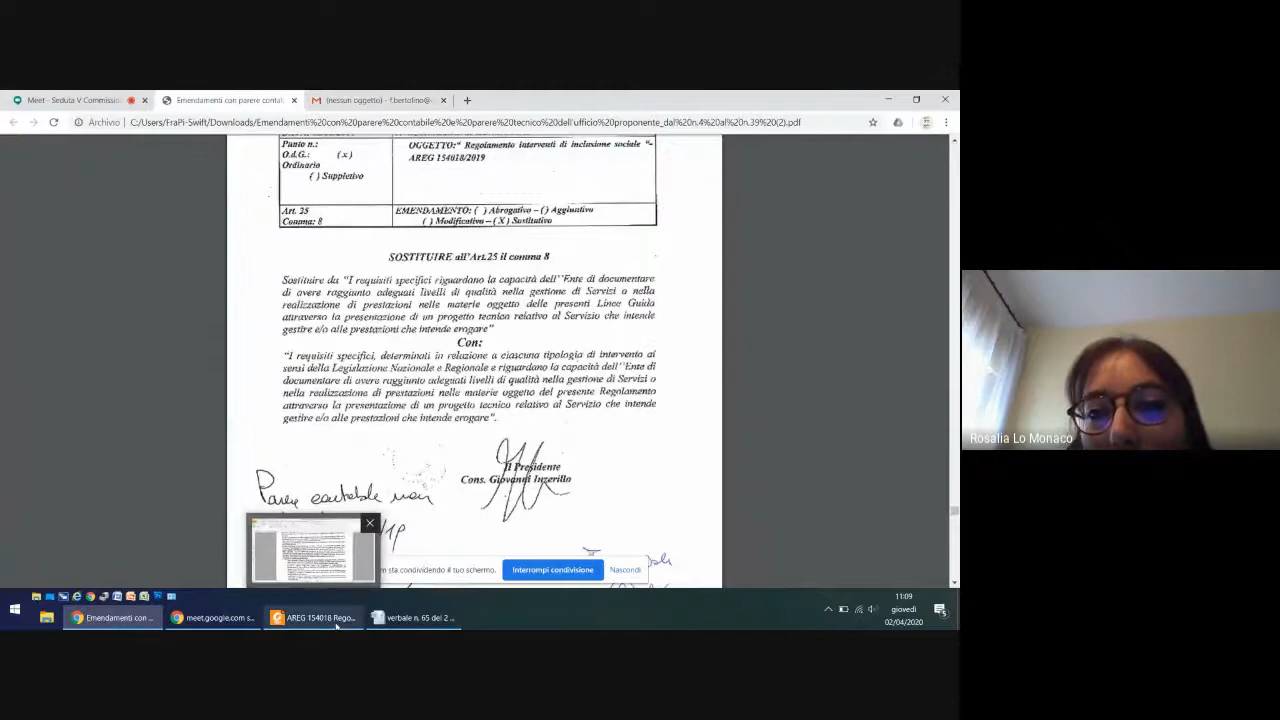 Meet - Seduta V Commissi
Emendamenti con parere contab
(nessun oggetto) - f.bertolino@
Archivio
C:/Users/FraPi-Swift/Downloads/Emendamenti%20con%20parere%20contabile%20e%20parere%20tecnico%20dell'ufficio%20proponente_dal%20n.4%20al%20n.39%20(2).pdf
Punto n.:
O.d.G.: (x)
Ordinario
( ) Suppletivo
OGGETTO:" Regolamento interventi di inclusione sociale "-
AREG 154018/2019
Art. 25
Comma: 8
EMENDAMENTO: ( ) Abrogativo – ( ) Aggiuntivo
( ) Modificativo – ( X ) Sostitutivo
SOSTITUIRE all'Art.25 il comma 8
Sostituire da "I requisiti specifici riguardano la capacità dell''Ente di documentare
di avere raggiunto adeguati livelli di qualità nella gestione di Servizi o nella
realizzazione di prestazioni nelle materie oggetto delle presenti Linee Guida
attraverso la presentazione di un progetto tecnico relativo al Servizio che intende
gestire e/o alle prestazioni che intende erogare"
Con:
"I requisiti specifici, determinati in relazione a ciascuna tipologia di intervento ai
sensi della Legislazione Nazionale e Regionale e riguardano la capacità dell''Ente di
documentare di avere raggiunto adeguati livelli di qualità nella gestione di Servizi o
nella realizzazione di prestazioni nelle materie oggetto del presente Regolamento
attraverso la presentazione di un progetto tecnico relativo al Servizio che intende
gestire e/o alle prestazioni che intende erogare".
Il Presidente
Cons. Giovanni Inzerillo
Parere contabile non
m sta condividendo il tuo schermo.
Interrompi condivisione
Nascondi
Rosalia Lo Monaco
Emendamenti con ...
meet.google.com s...
AREG 154018 Rego...
verbale n. 65 del 2 ...
11:09
giovedì
02/04/2020
5